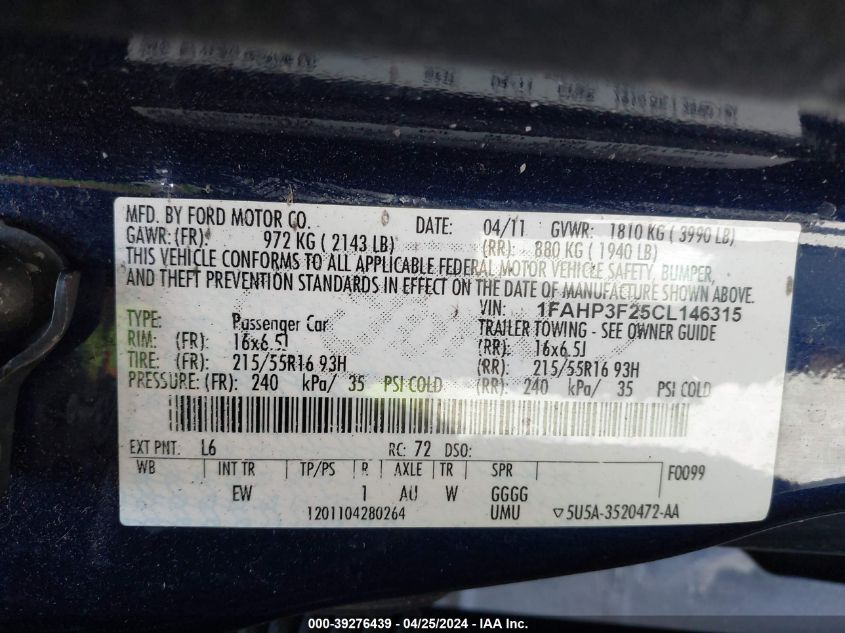 MFD. BY FORD MOTOR CO. DATE: 04/11 GVWR: 1810 KG ( 3990 LB)
GAWR: (FR): 972 KG ( 2143 LB) (RR): 880 KG ( 1940 LB)
THIS VEHICLE CONFORMS TO ALL APPLICABLE FEDERAL MOTOR VEHICLE SAFETY, BUMPER,
AND THEFT PREVENTION STANDARDS IN EFFECT ON THE DATE OF MANUFACTURE SHOWN ABOVE.
VIN: 1FAHP3F25CL146315
TYPE: Passenger Car TRAILER TOWING - SEE OWNER GUIDE
RIM: (FR): 16x6.5J (RR): 16x6.5J
TIRE: (FR): 215/55R16 93H (RR): 215/55R16 93H
PRESSURE: (FR): 240 kPa/ 35 PSI COLD (RR): 240 kPa/ 35 PSI COLD
EXT PNT: L6 RC: 72 DSO:
WB INT TR TP/PS R AXLE TR SPR F0099
EW 1 AU W GGGG
1201104280264 UMU ▽5U5A-3520472-AA
000-39276439 - 04/25/2024 - IAAI Inc.